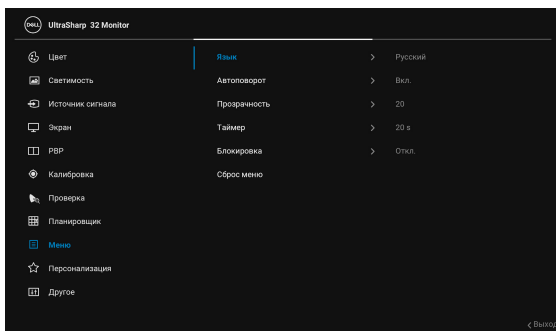 DELL UltraSharp 32 Monitor
Цвет
Язык Русский
Светимость
Автоповорот Вкл.
Источник сигнала
Прозрачность 20
Экран
Таймер 20 s
PBP
Блокировка Откл.
Калибровка
Сброс меню
Проверка
Планировщик
Меню
Персонализация
Другое
Выход